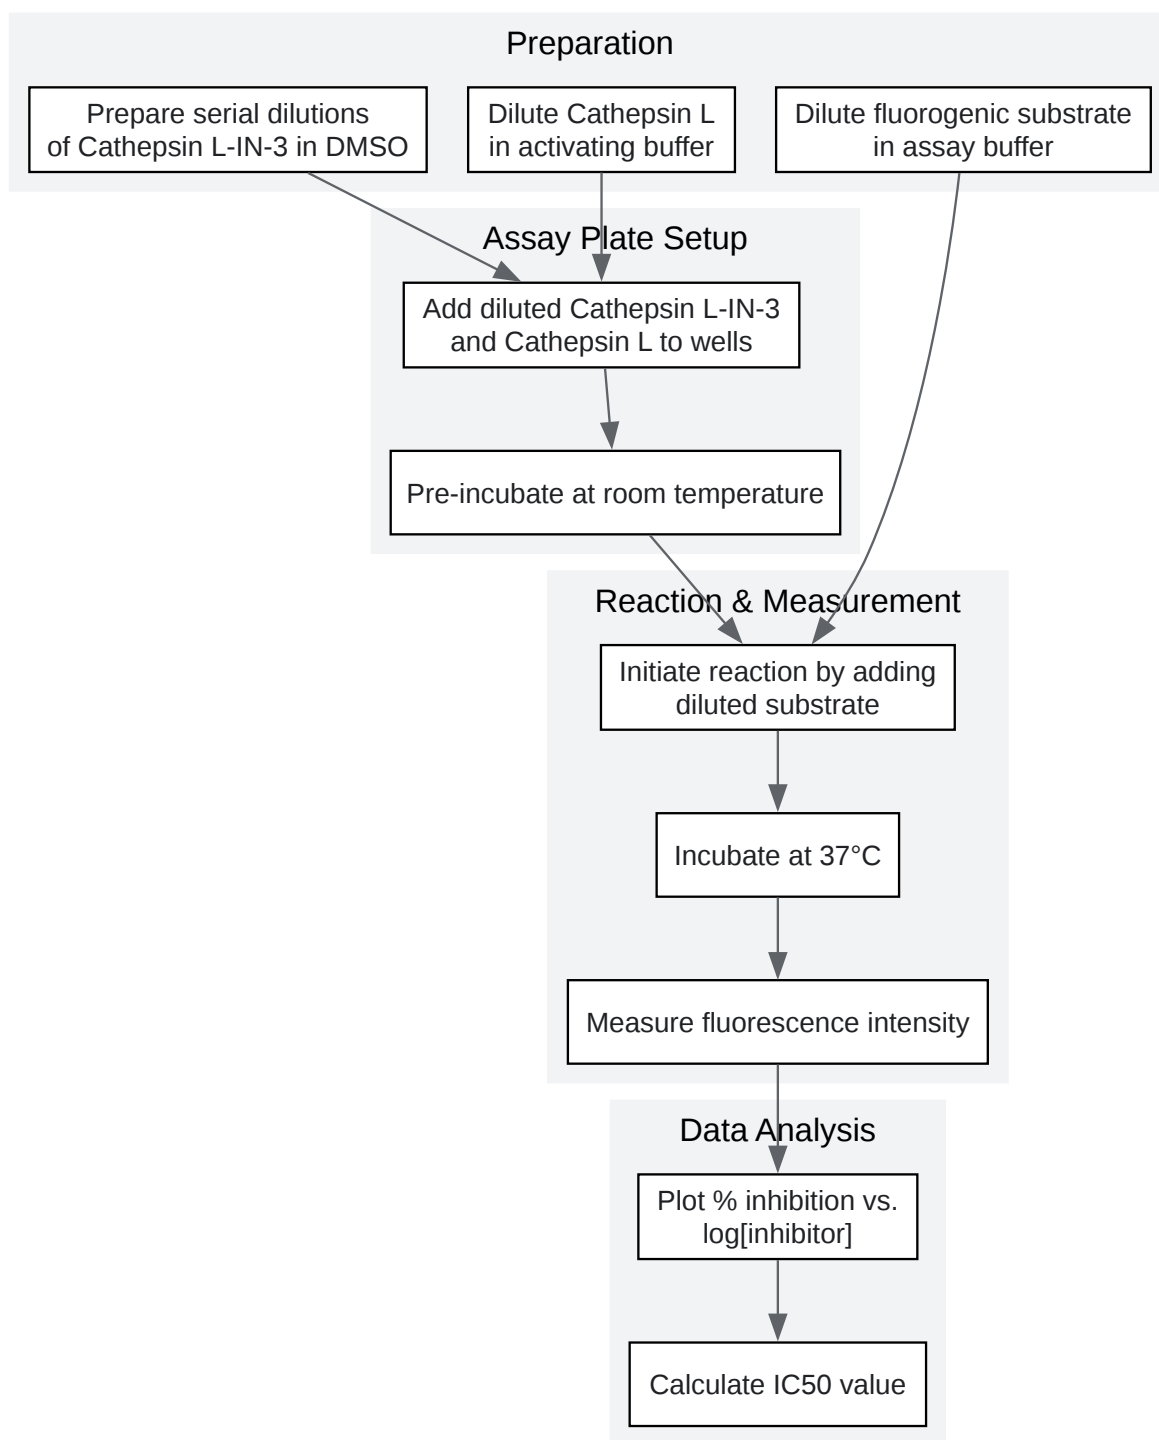 Preparation
Prepare serial dilutions
of Cathepsin L-IN-3 in DMSO
Dilute Cathepsin L
in activating buffer
Dilute fluorogenic substrate
in assay buffer
Assay Plate Setup
Add diluted Cathepsin L-IN-3
and Cathepsin L to wells
Pre-incubate at room temperature
Reaction & Measurement
Initiate reaction by adding
diluted substrate
Incubate at 37°C
Measure fluorescence intensity
Data Analysis
Plot % inhibition vs.
log[inhibitor]
Calculate IC50 value